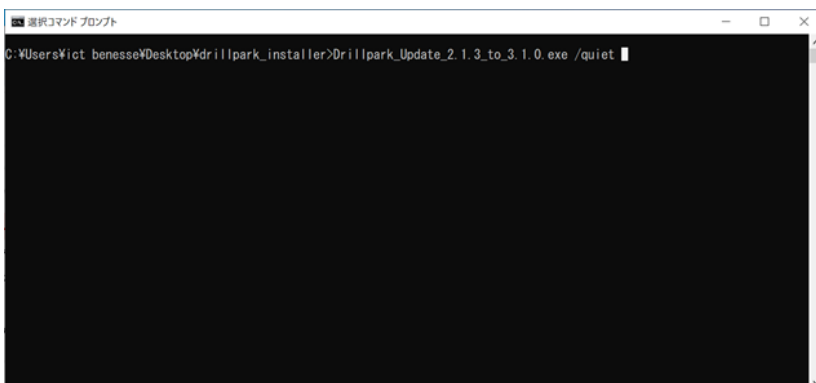 選択コマンド プロンプト
C:¥Users¥ict benesse¥Desktop¥drillpark_installer>Drillpark_Update_2.1.3_to_3.1.0.exe /quiet